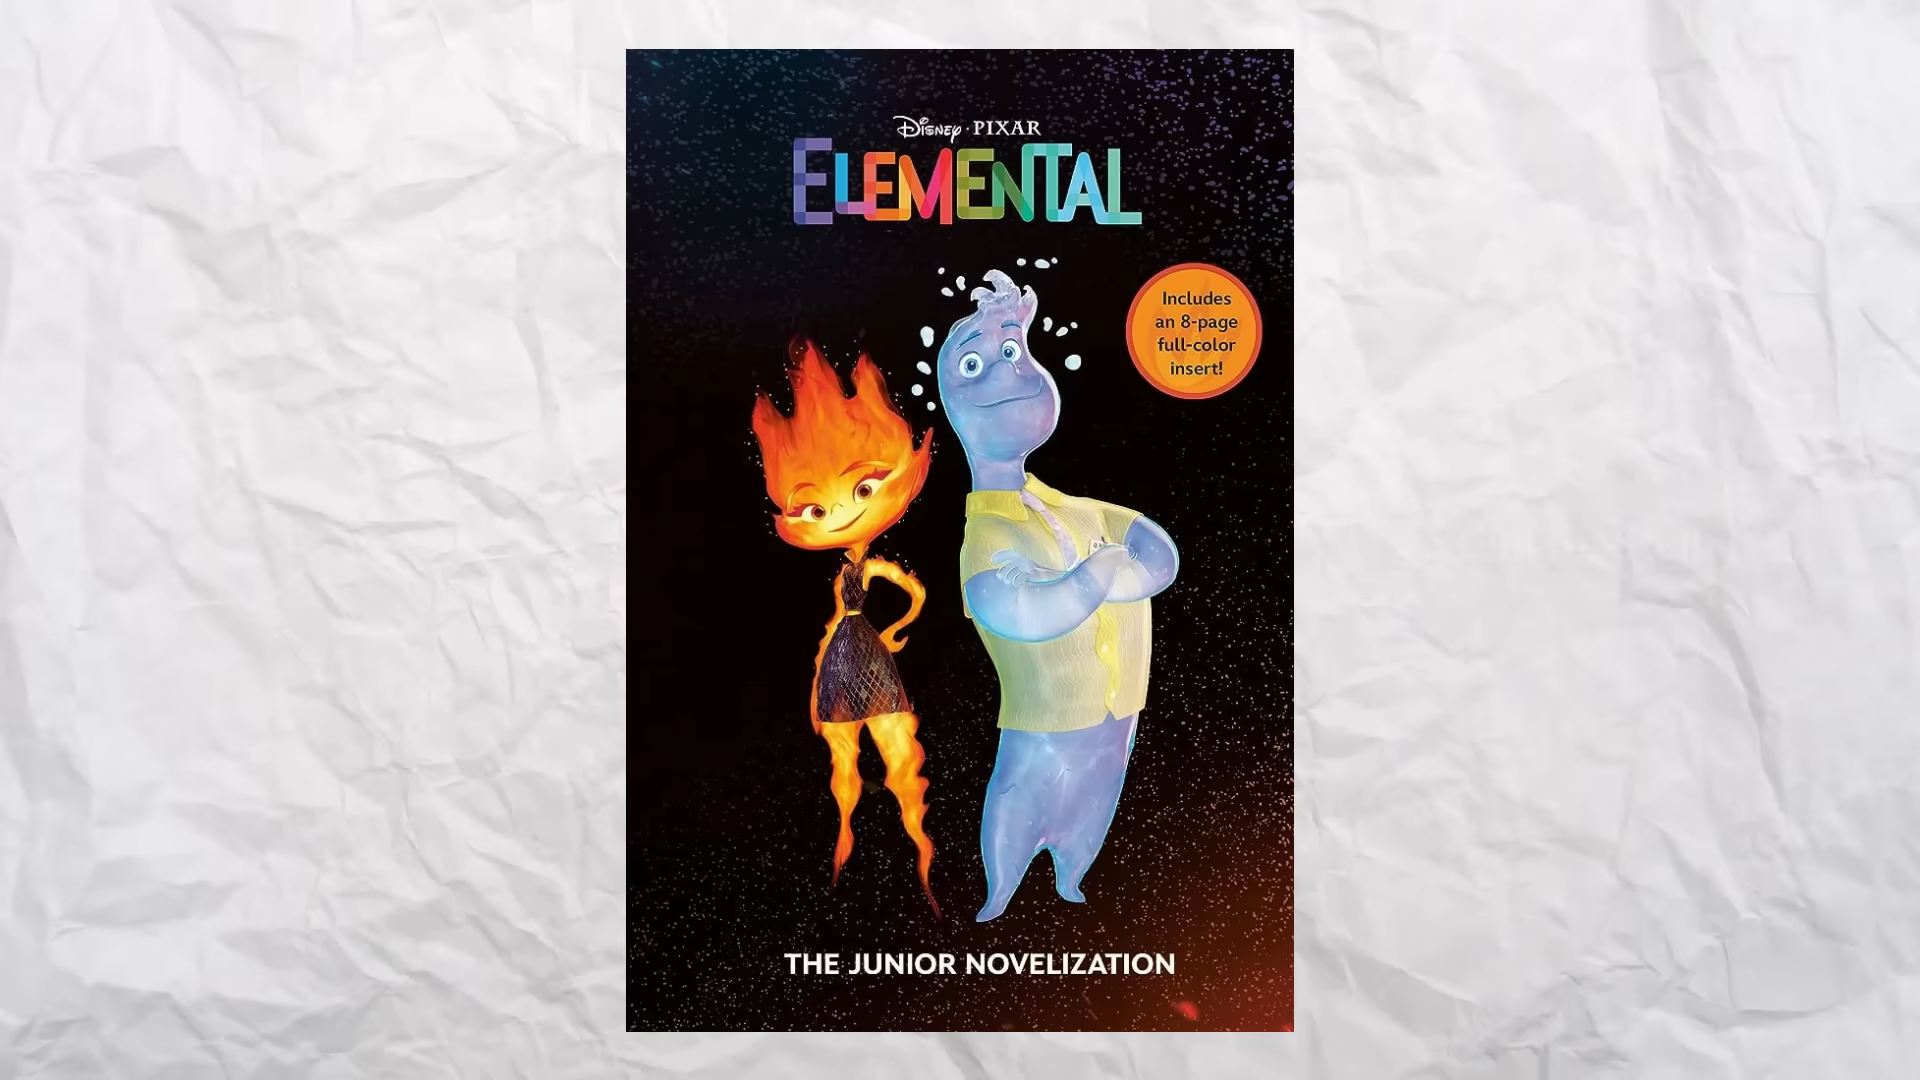 Disney · PIXAR
ELEMENTAL
Includes
an 8-page
full-color
insert!
THE JUNIOR NOVELIZATION